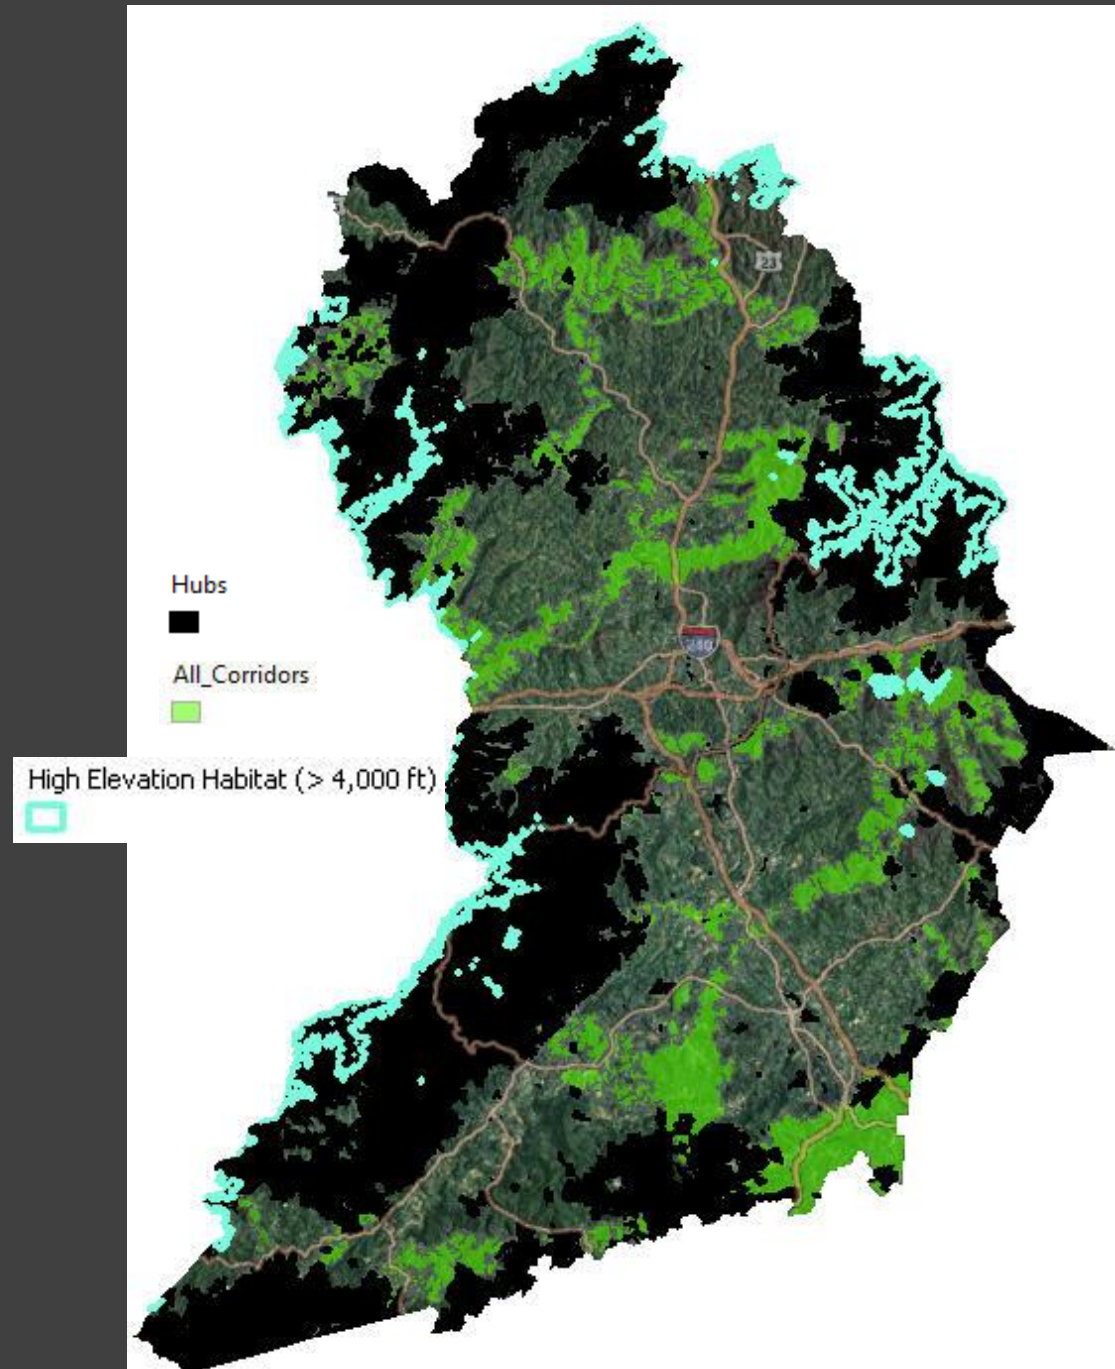 23
240
Hubs
All_Corridors
High Elevation Habitat (> 4,000 ft)